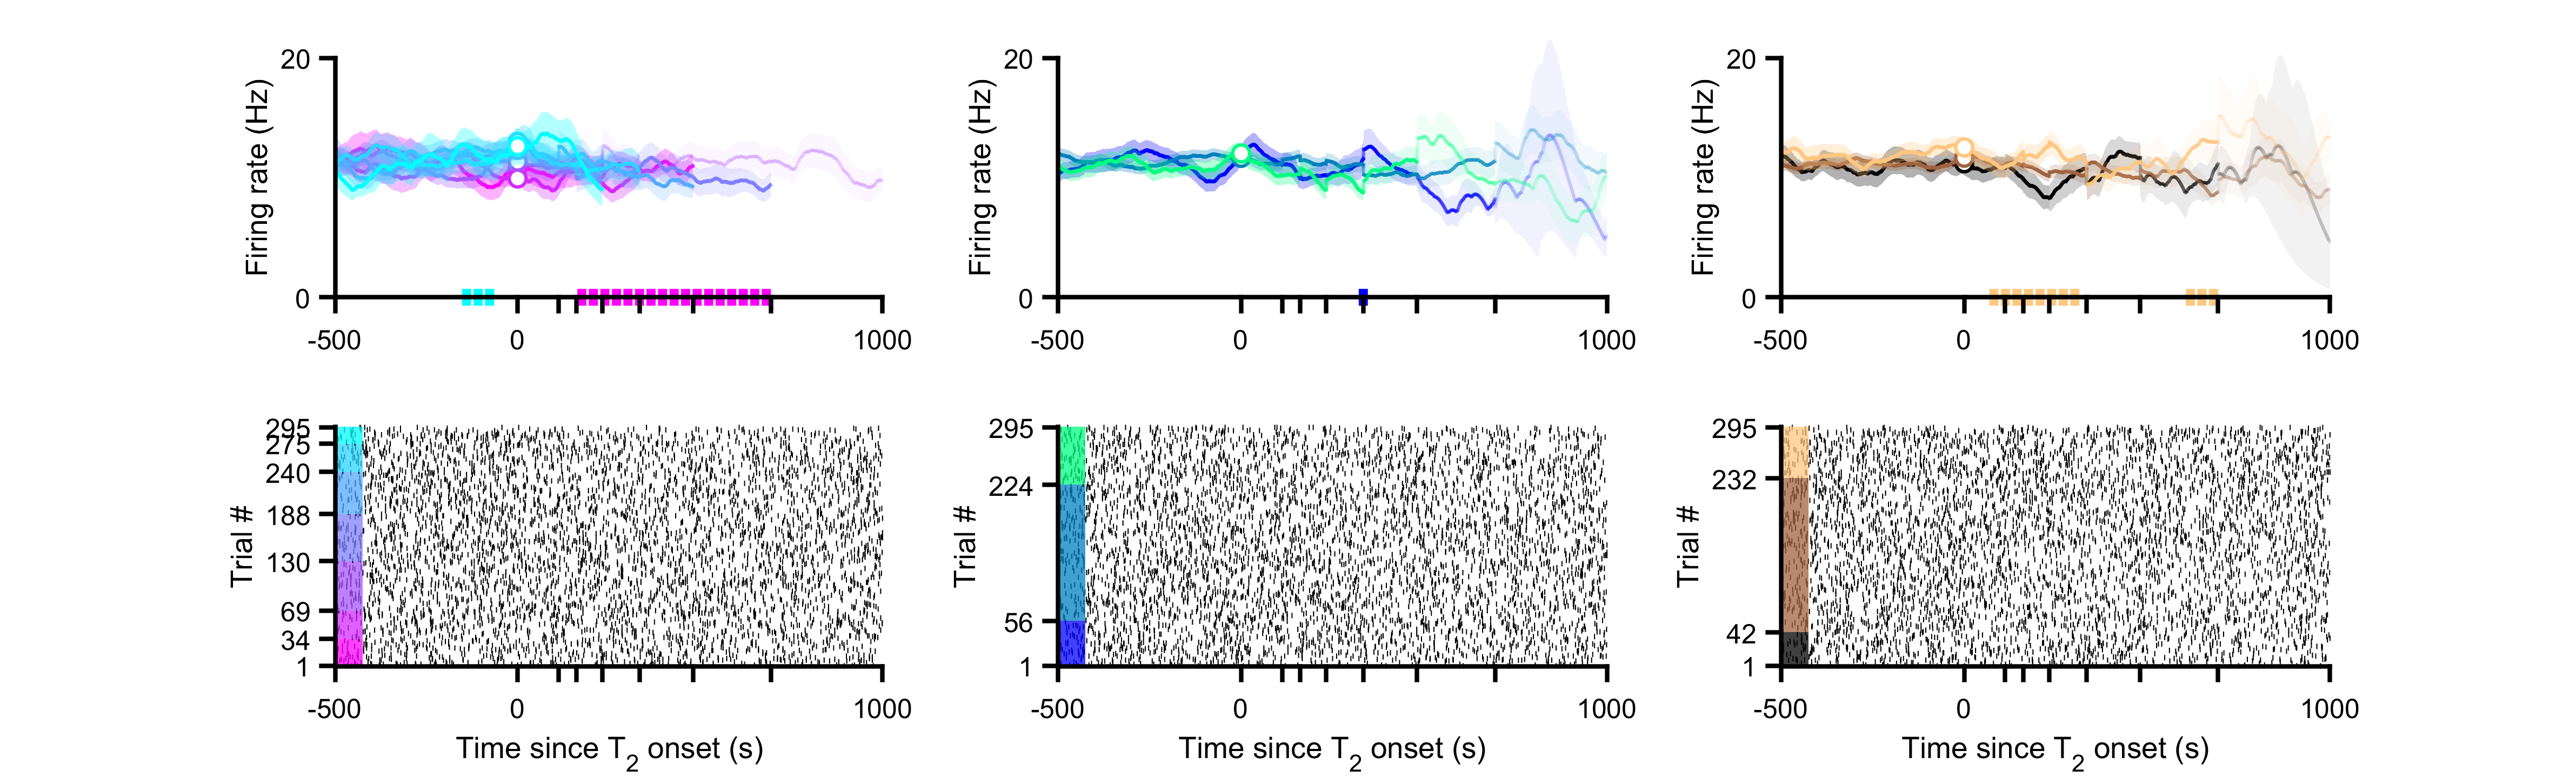 Firing rate (Hz)
20
0
-500 0 1000
Firing rate (Hz)
20
0
-500 0 1000
Firing rate (Hz)
20
0
-500 0 1000
Trial #
295
275
240
188
130
69
34
1
-500 0 1000
Time since T2 onset (s)
Trial #
295
224
56
1
-500 0 1000
Time since T2 onset (s)
Trial #
295
232
42
1
-500 0 1000
Time since T2 onset (s)